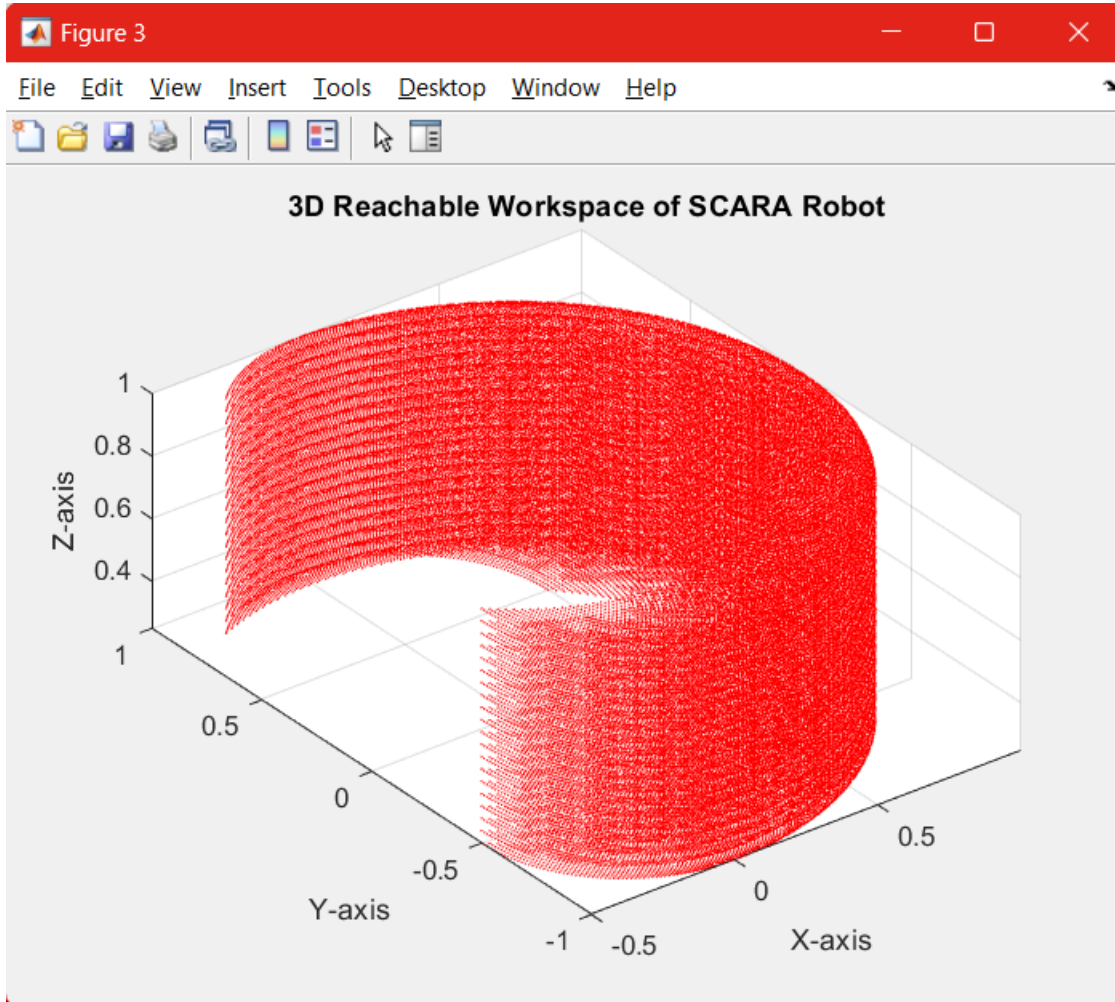 Figure 3
File Edit View Insert Tools Desktop Window Help
3D Reachable Workspace of SCARA Robot
1
0.8
0.6
0.4
Z-axis
1
0.5
0
-0.5
-1
Y-axis
-0.5
0
0.5
X-axis